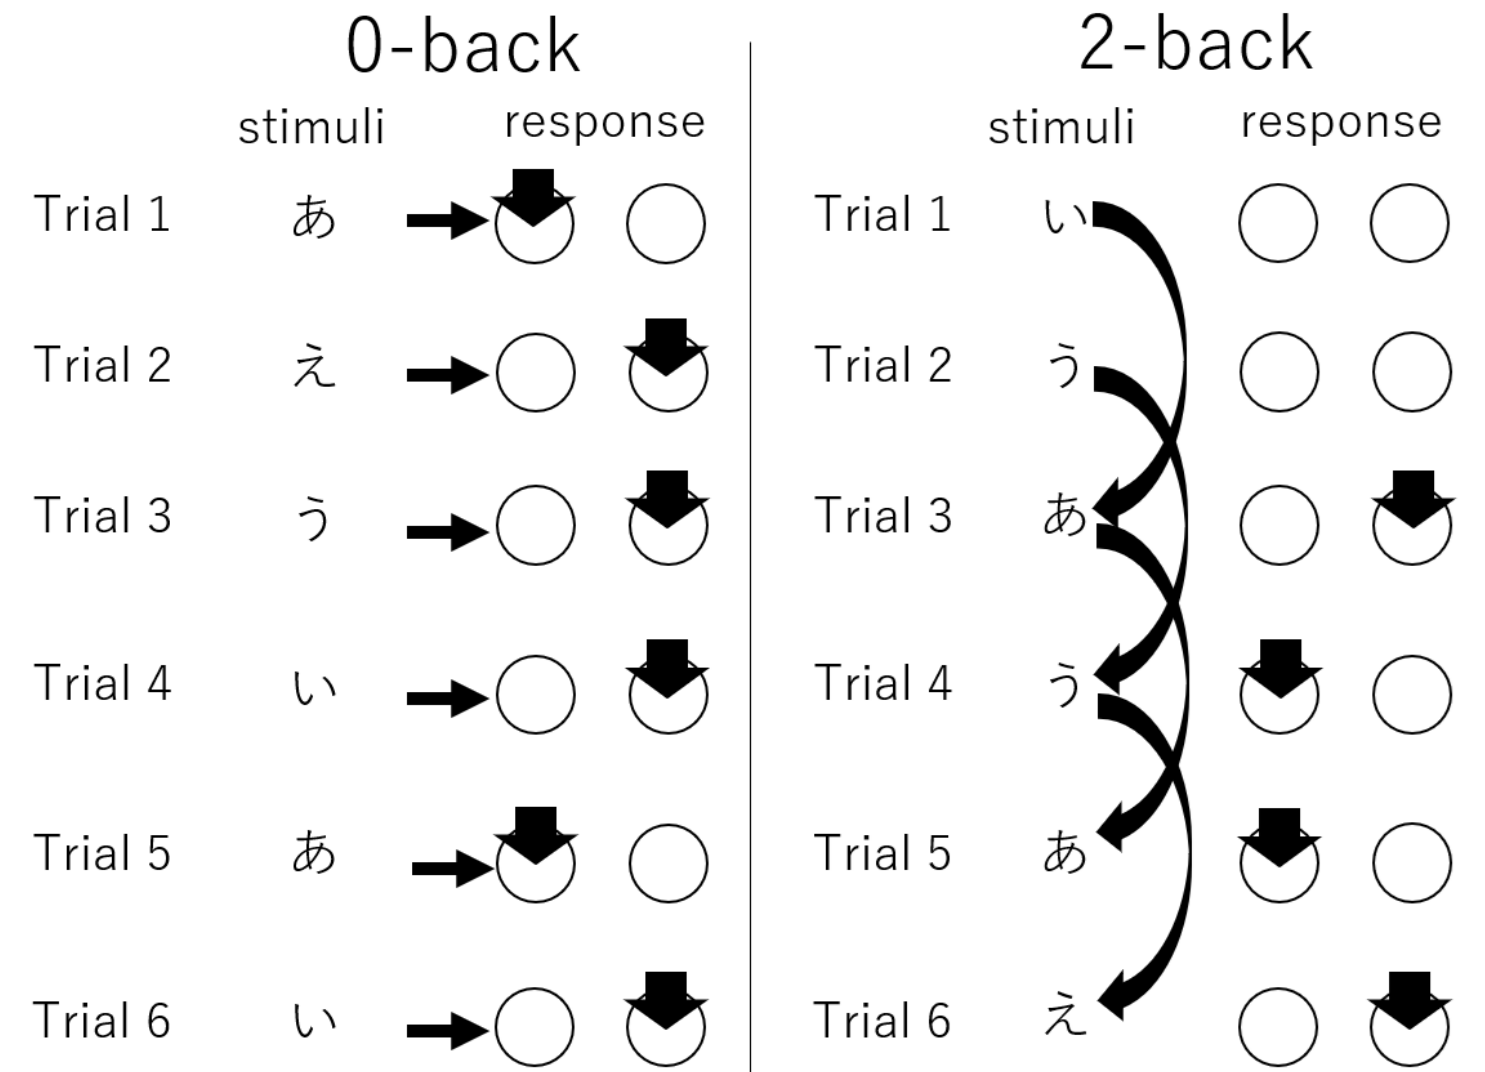 0-back
stimuli response
Trial 1 あ
Trial 2 え
Trial 3 う
Trial 4 い
Trial 5 あ
Trial 6 い
2-back
stimuli response
Trial 1 い
Trial 2 う
Trial 3 あ
Trial 4 う
Trial 5 あ
Trial 6 え